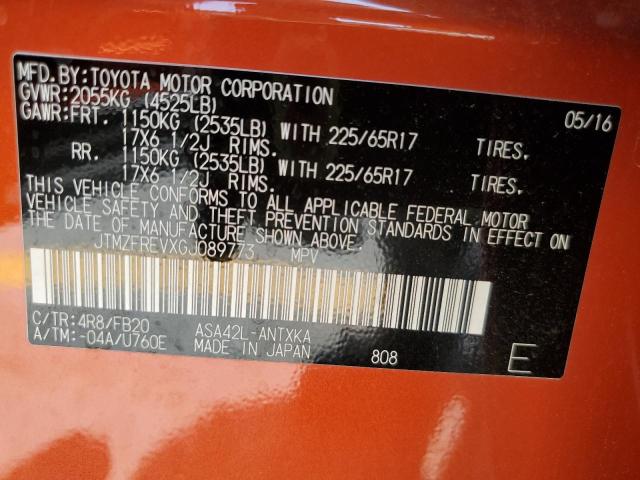 MFD.BY:TOYOTA MOTOR CORPORATION 05/16
GVWR:2055KG (4525LB)
GAWR:FRT. 1150KG (2535LB) WITH 225/65R17 TIRES,
17X6 1/2J RIMS.
RR. 1150KG (2535LB) WITH 225/65R17 TIRES,
17X6 1/2J RIMS.
THIS VEHICLE CONFORMS TO ALL APPLICABLE FEDERAL MOTOR
VEHICLE SAFETY AND THEFT PREVENTION STANDARDS IN EFFECT ON
THE DATE OF MANUFACTURE SHOWN ABOVE.
JTMZFREVXGJ089773 MPV
C/TR:4R8/FB20 ASA42L-ANTXKA
A/TM:-04A/U760E MADE IN JAPAN 808 E